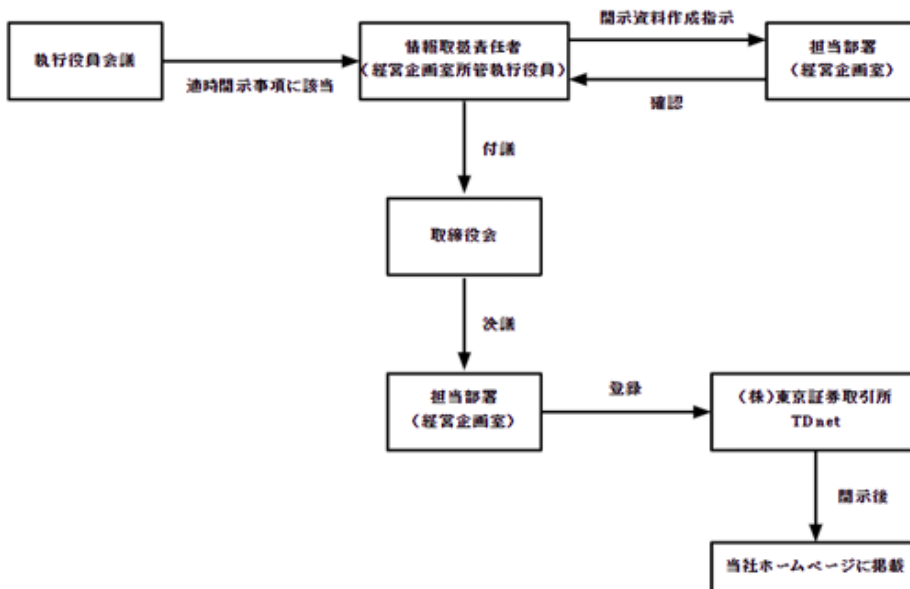 執行役員会議
適時開示事項に該当
情報取扱責任者
（経営企画室所管執行役員）
開示資料作成指示
確認
担当部署
（経営企画室）
付議
取締役会
決議
担当部署
（経営企画室）
登録
（株）東京証券取引所
TDnet
開示後
当社ホームページに掲載